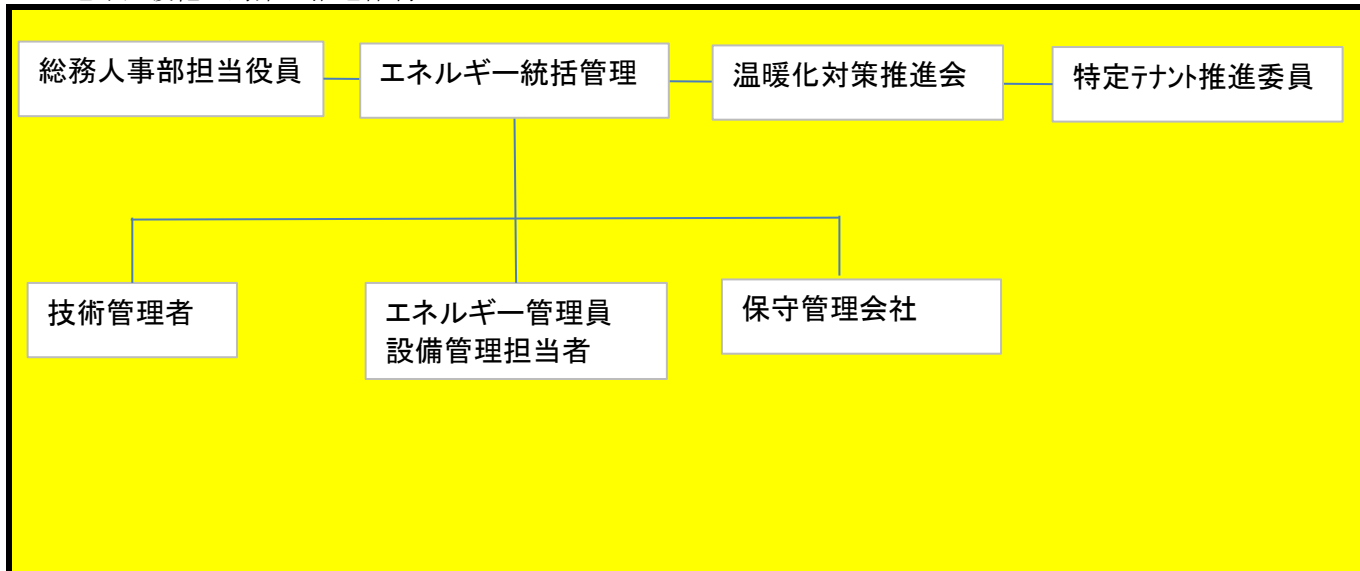 総務人事部担当役員
エネルギー統括管理
温暖化対策推進会
特定ﾃﾅﾝﾄ推進委員
技術管理者
エネルギー管理員
設備管理担当者
保守管理会社